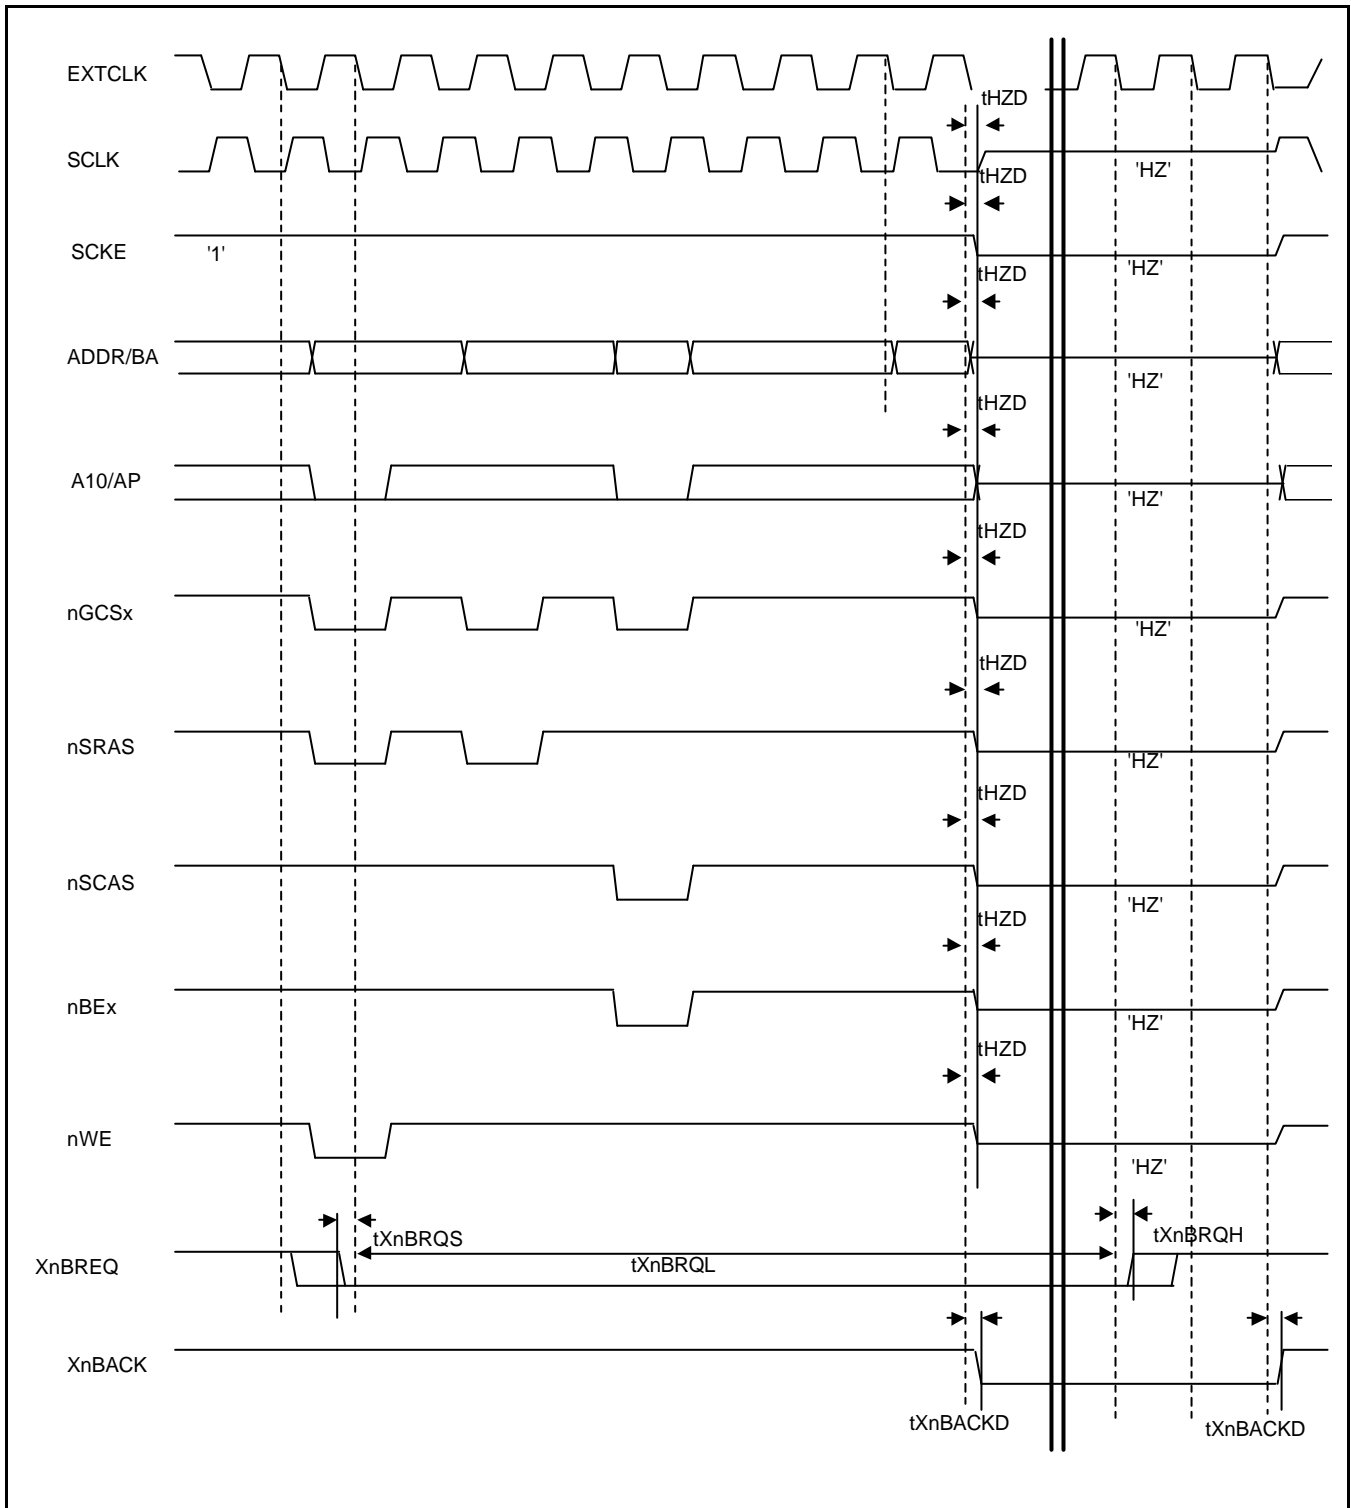 EXTCLK
tHZD
SCLK
'HZ'
tHZD
SCKE
'1'
'HZ'
tHZD
ADDR/BA
'HZ'
tHZD
A10/AP
'HZ'
tHZD
nGCSx
'HZ'
tHZD
nSRAS
'HZ'
tHZD
nSCAS
'HZ'
tHZD
nBEx
'HZ'
tHZD
nWE
'HZ'
tXnBRQS
tXnBRQH
XnBREQ
tXnBRQL
XnBACK
tXnBACKD
tXnBACKD